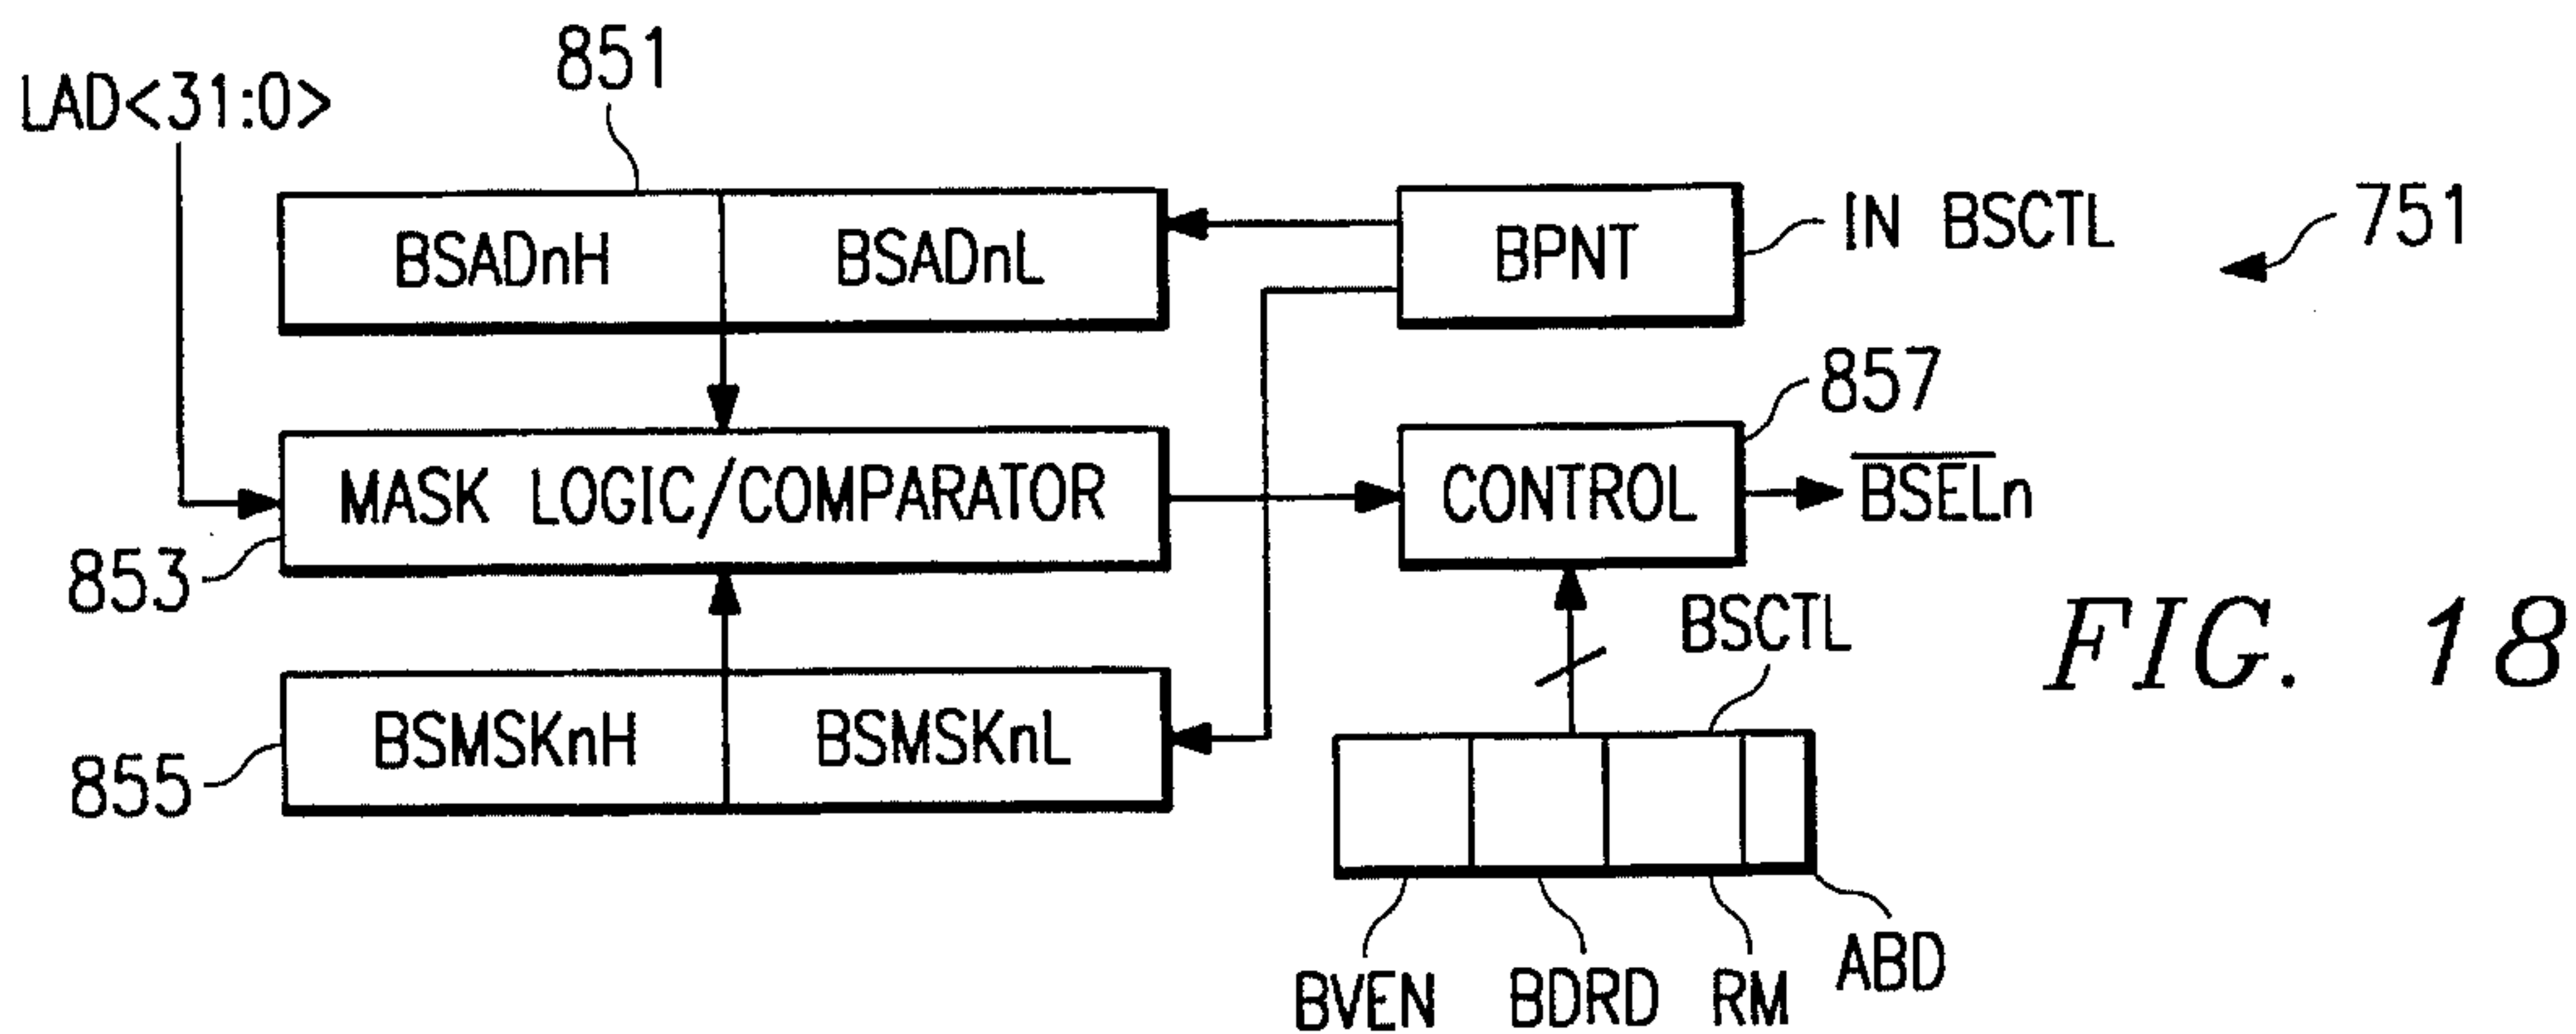 851
LAD<31:0>
BSADnH
BSADnL
BPNT
IN BSCTL
751
MASK LOGIC/COMPARATOR
CONTROL
857
BSELn
853
BSCTL
FIG. 18
BSMSKnH
BSMSKnL
855
BVEN
BDRD
RM
ABD